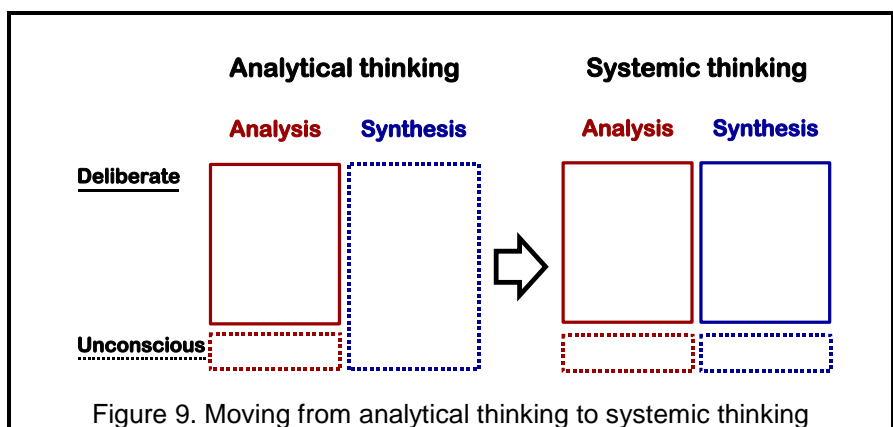 Analytical thinking Systemic thinking
Analysis Synthesis Analysis Synthesis
Deliberate
Unconscious
Figure 9. Moving from analytical thinking to systemic thinking